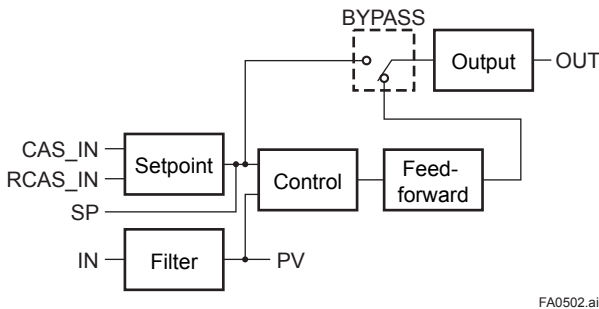 BYPASS
Output
OUT
CAS_IN
RCAS_IN
Setpoint
SP
Control
Feed-
forward
IN
Filter
PV
FA0502.ai